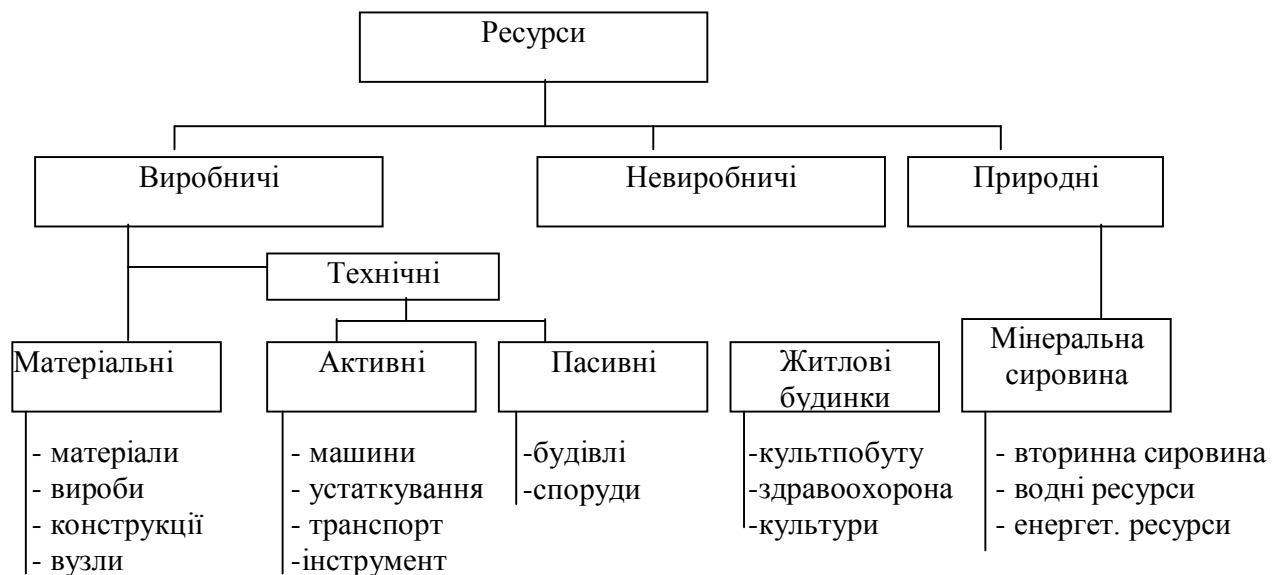 Ресурси
Виробничі
Невиробничі
Природні
Технічні
Матеріальні
Активні
Пасивні
Житлові
будинки
Мінеральна
сировина
- матеріали
- вироби
- конструкції
- вузли
- машини
- устаткування
- транспорт
-інструмент
-будівлі
-споруди
-культпобуту
-здравоохорона
-культури
- вторинна сировина
- водні ресурси
- енергет. ресурси